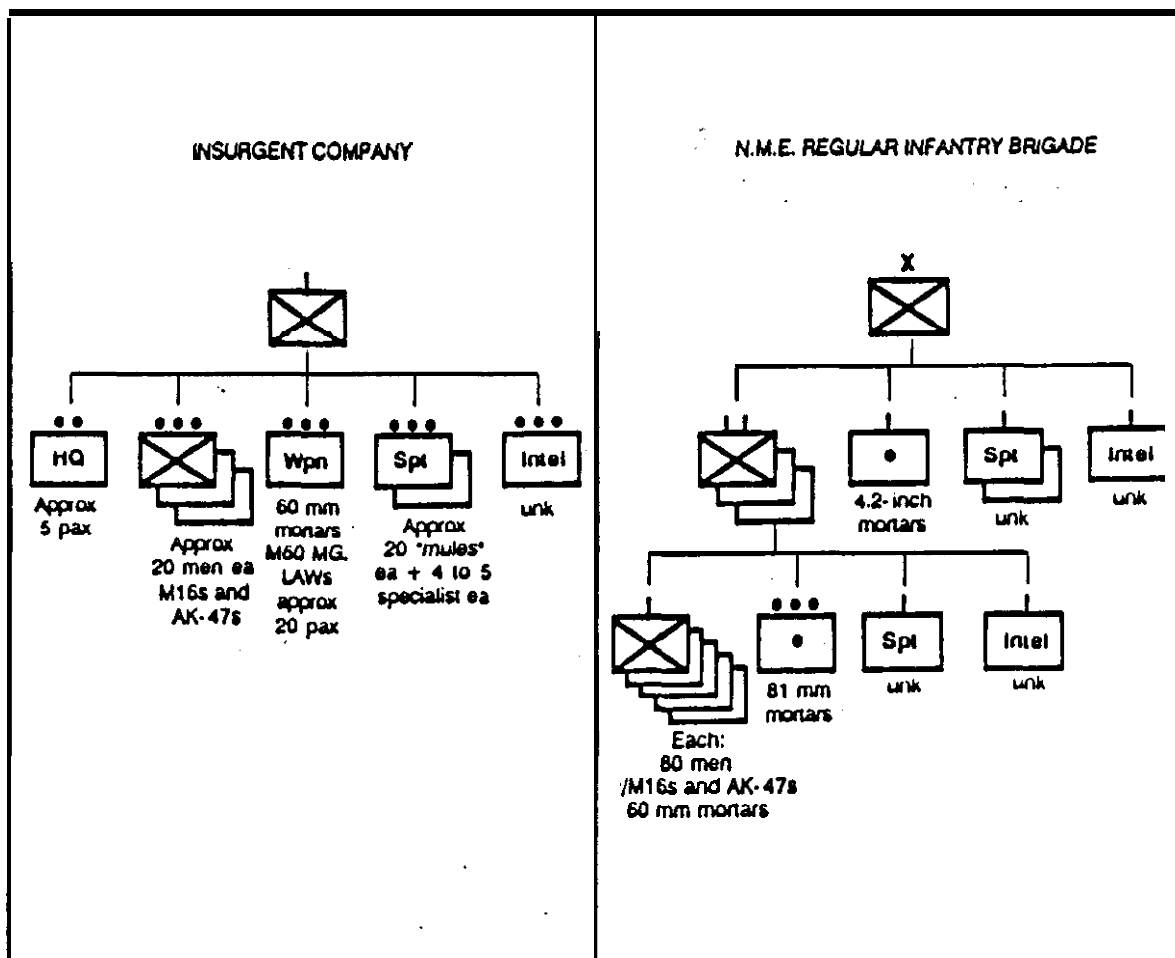 INSURGENT COMPANY
HQ
Approx
5 pax
Approx
20 men ea
M16s and
AK-47s
Wpn
60 mm
mortars
M60 MG.
LAWs
approx
20 pax
Spt
Approx
20 "mules"
ea + 4 to 5
specialist ea
Intel
unk
N.M.E. REGULAR INFANTRY BRIGADE
X
4.2-inch
mortars
Spt
unk
Intel
unk
Each:
80 men
/M16s and AK-47s
60 mm mortars
81 mm
mortars
Spt
unk
Intel
unk